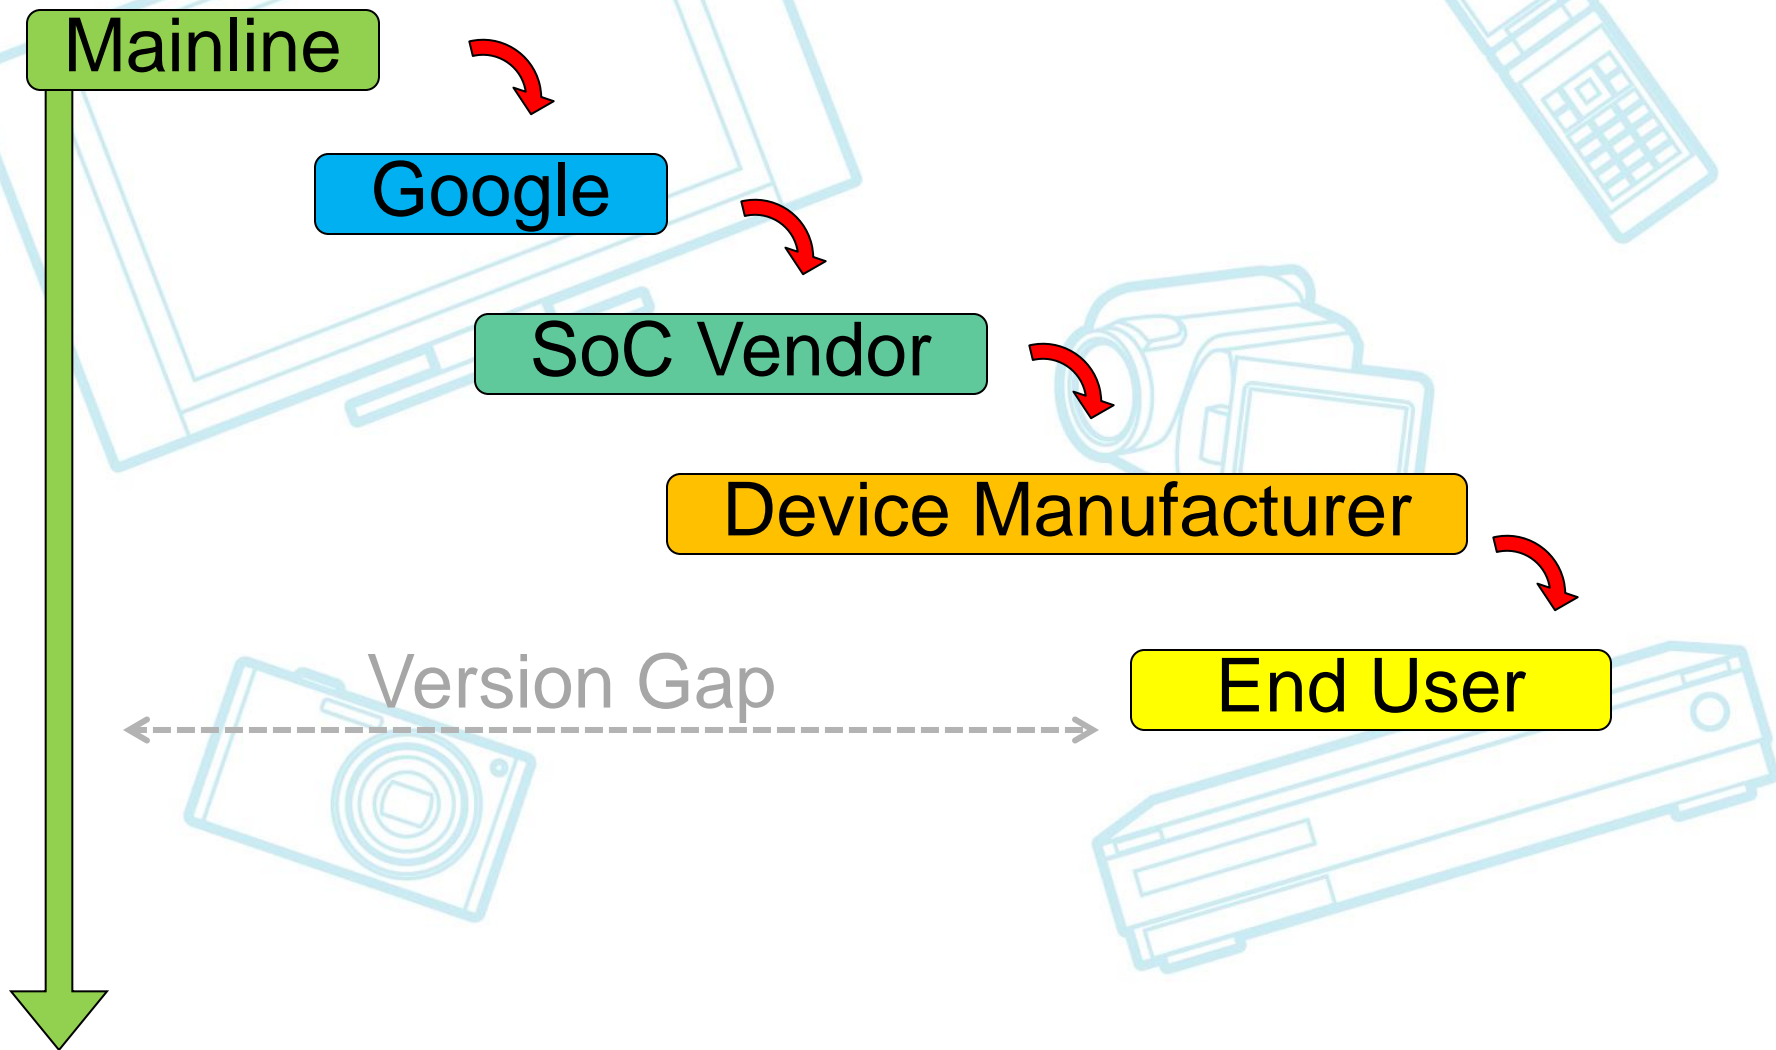 Mainline
Google
SoC Vendor
Device Manufacturer
Version Gap
End User